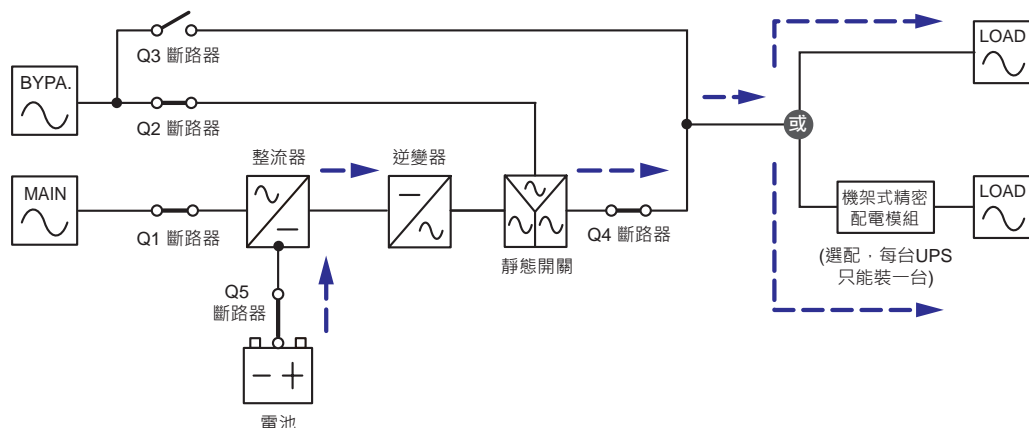 Q3 斷路器
BYPA.
Q2 斷路器
LOAD
或
整流器
逆變器
MAIN
Q1 斷路器
Q4 斷路器
靜態開關
機架式精密
配電模組
LOAD
(選配，每台UPS
只能裝一台)
Q5
斷路器
電池